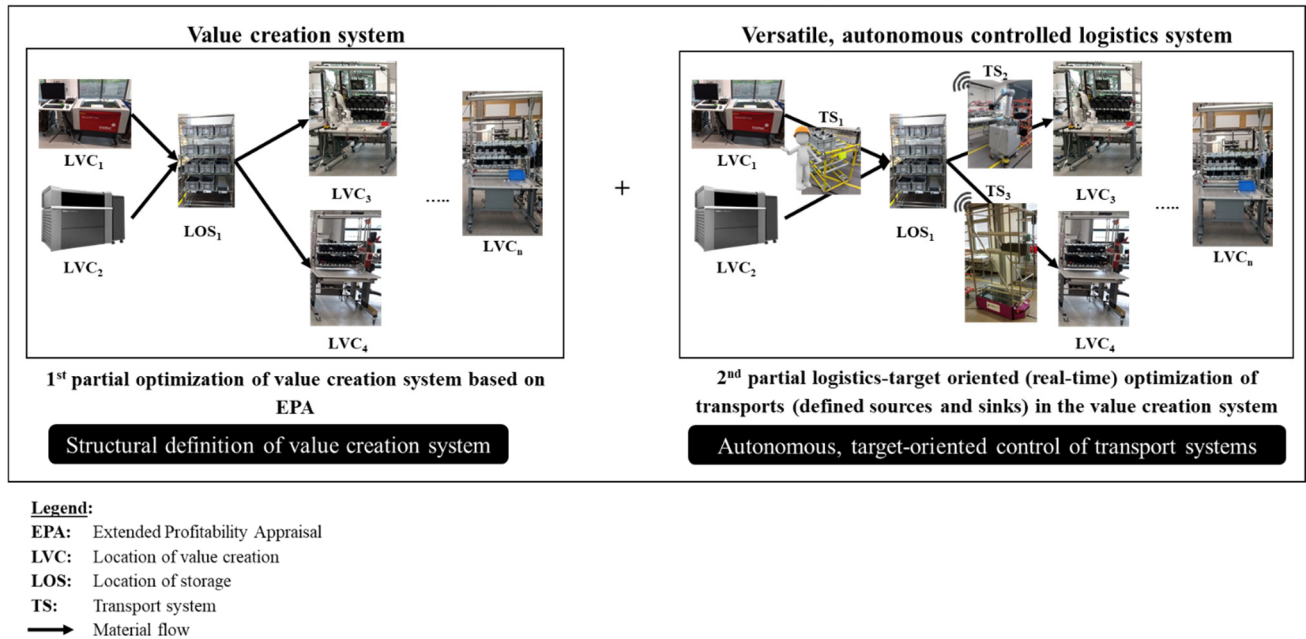 Value creation system
LVC1
LVC2
LOS1
LVC3
LVC4
.....
LVCn
1st partial optimization of value creation system based on
EPA
Structural definition of value creation system
+
Versatile, autonomous controlled logistics system
LVC1
LVC2
TS1
LOS1
TS2
TS3
LVC3
LVC4
.....
LVCn
2nd partial logistics-target oriented (real-time) optimization of
transports (defined sources and sinks) in the value creation system
Autonomous, target-oriented control of transport systems
Legend:
EPA: Extended Profitability Appraisal
LVC: Location of value creation
LOS: Location of storage
TS: Transport system
Material flow